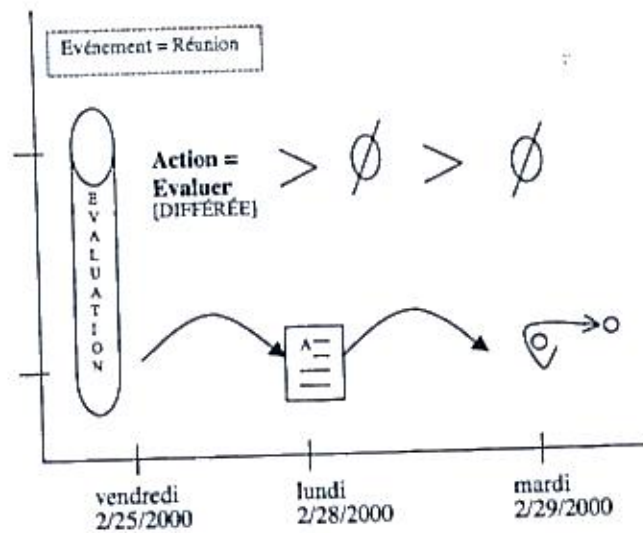 Evénement = Réunion
Action =
Evaluer
{DIFFÉRÉE}
> Ø > Ø
EVALUATION
A
vendredi
2/25/2000
lundi
2/28/2000
mardi
2/29/2000